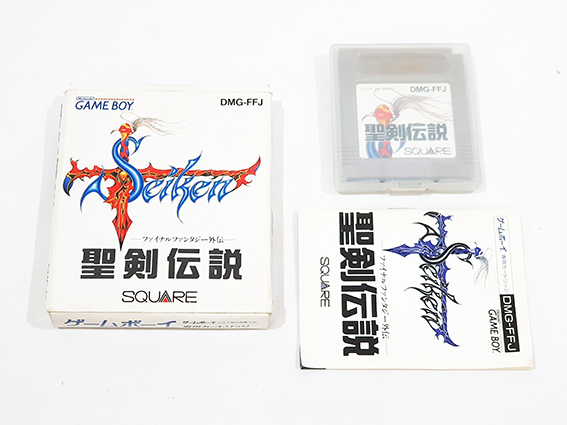 Nintendo
GAME BOY
DMG-FFJ
Seiken
ファイナルファンタジー外伝
聖剣伝説
SQUARE
ゲームボーイ
DMG-FFJ
聖剣伝説
SQUARE
ゲームボーイ
DMG-FFJ
GAME BOY
Seiken
ファイナルファンタジー外伝
聖剣伝説
SQUARE